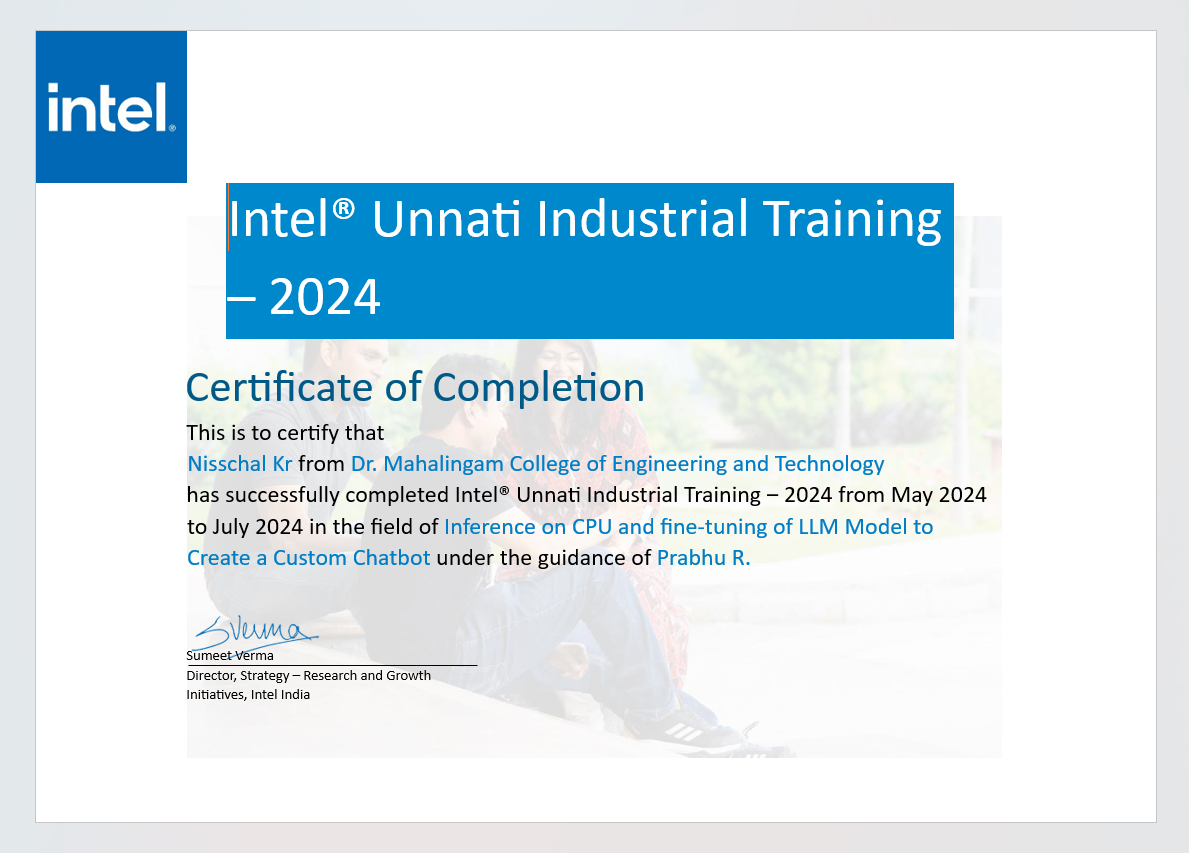 intel®
Intel® Unnati Industrial Training
– 2024
Certificate of Completion
This is to certify that
Nisschal Kr from Dr. Mahalingam College of Engineering and Technology
has successfully completed Intel® Unnati Industrial Training – 2024 from May 2024
to July 2024 in the field of Inference on CPU and fine-tuning of LLM Model to
Create a Custom Chatbot under the guidance of Prabhu R.
SVerma
Sumeet Verma
Director, Strategy – Research and Growth
Initiatives, Intel India